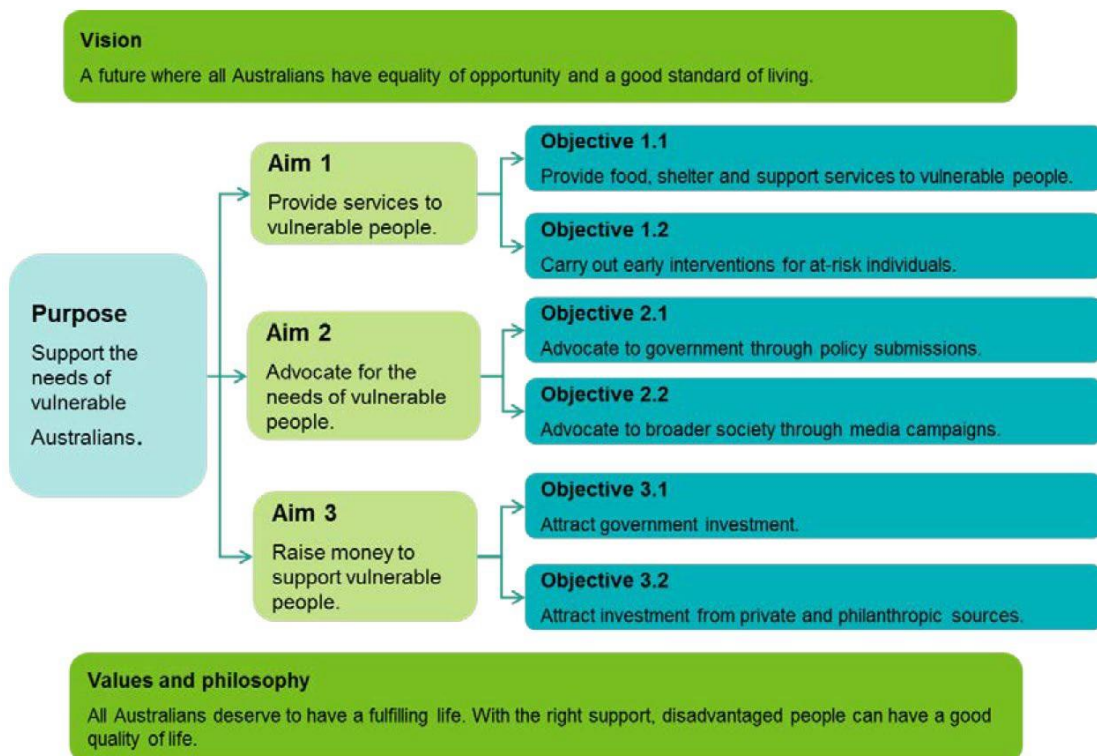 Vision
A future where all Australians have equality of opportunity and a good standard of living.
Purpose
Support the
needs of
vulnerable
Australians.
Aim 1
Provide services to
vulnerable people.
Objective 1.1
Provide food, shelter and support services to vulnerable people.
Objective 1.2
Carry out early interventions for at-risk individuals.
Aim 2
Advocate for the
needs of vulnerable
people.
Objective 2.1
Advocate to government through policy submissions.
Objective 2.2
Advocate to broader society through media campaigns.
Aim 3
Raise money to
support vulnerable
people.
Objective 3.1
Attract government investment.
Objective 3.2
Attract investment from private and philanthropic sources.
Values and philosophy
All Australians deserve to have a fulfilling life. With the right support, disadvantaged people can have a good
quality of life.